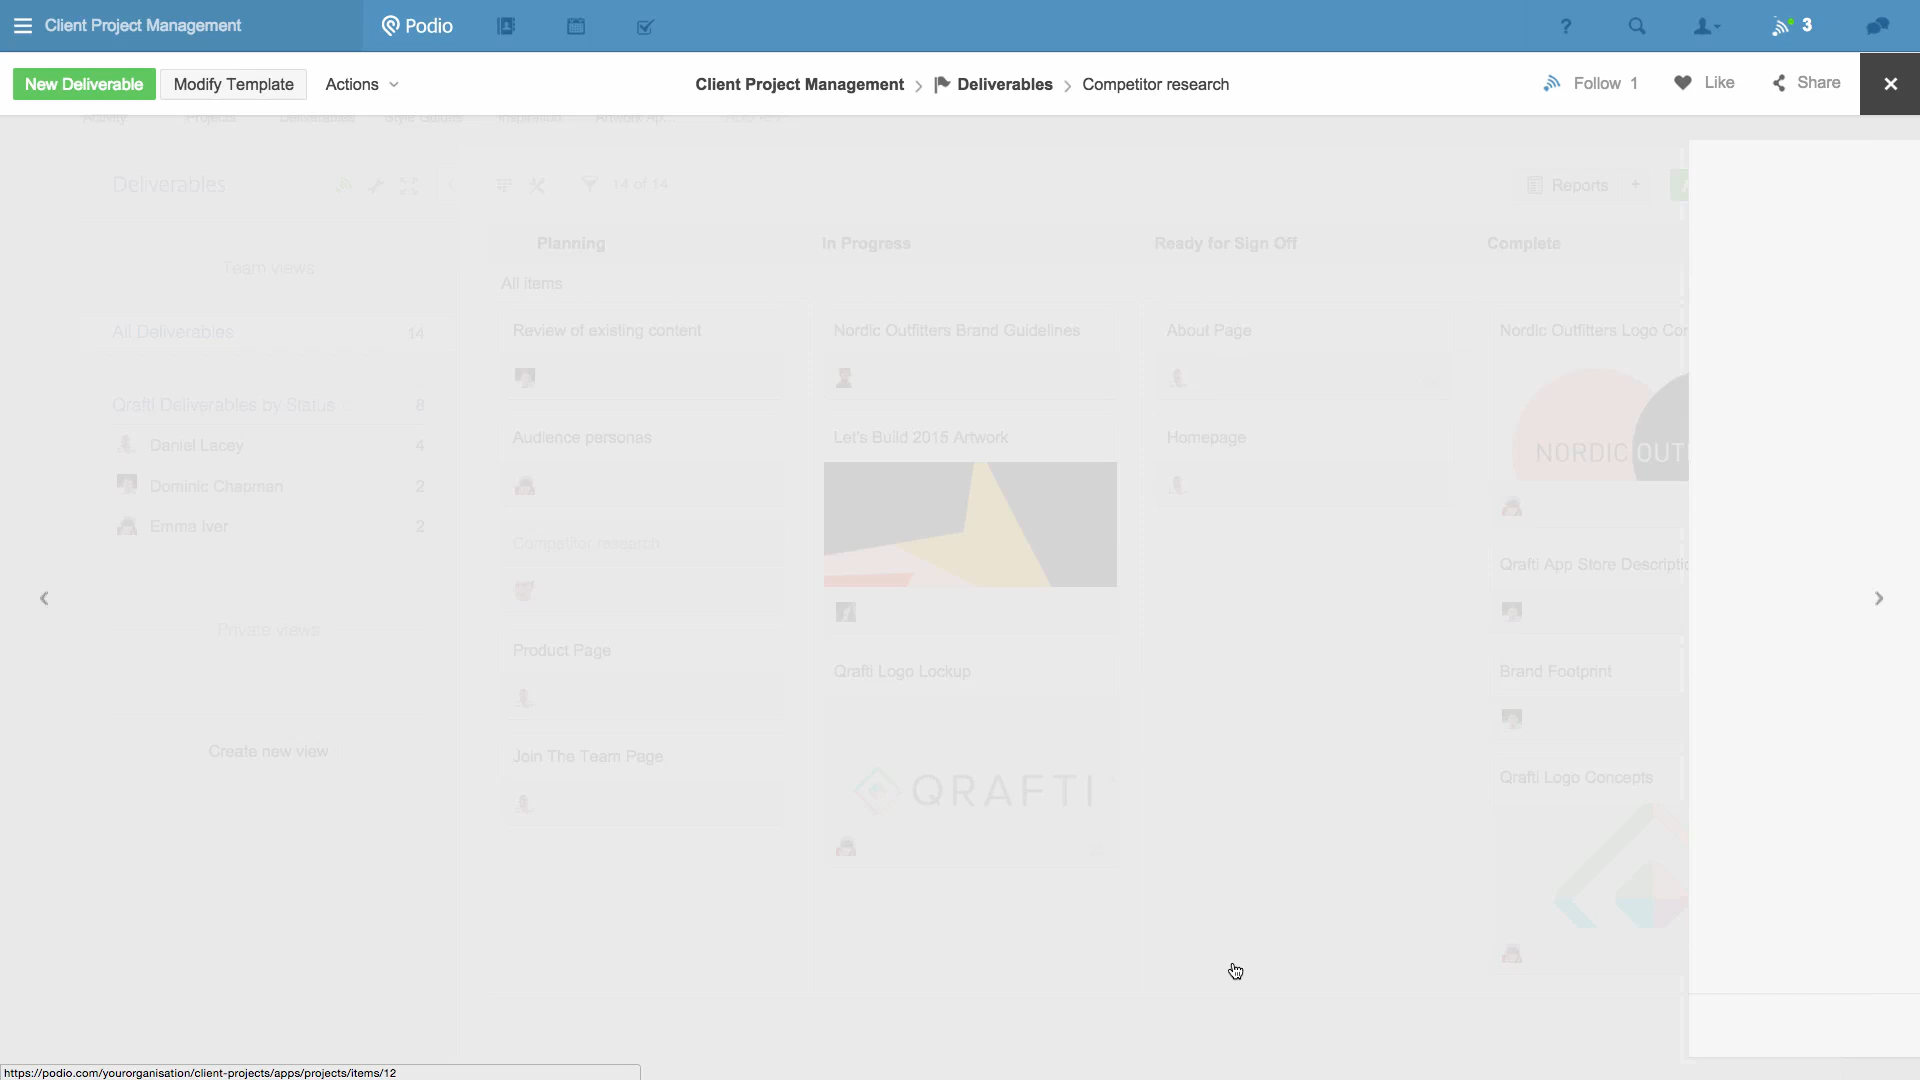 Client Project Management
Podio
3
New Deliverable
Modify Template
Actions
Client Project Management > Deliverables > Competitor research
Follow 1
Like
Share
Activity
Projects
Deliverables
Style Guides
Inspiration
Artwork Ap...
Deliverables
14 of 14
Reports +
Team views
All Deliverables 14
Qrafti Deliverables by Status 8
Daniel Lacey 4
Dominic Chapman 2
Emma Iver 2
Private views
Create new view
Planning
In Progress
Ready for Sign Off
Complete
All items
Review of existing content
Audience personas
Competitor research
Product Page
Join The Team Page
Nordic Outfitters Brand Guidelines
Let's Build 2015 Artwork
Qrafti Logo Lockup
QRAFTI
About Page
Homepage
Nordic Outfitters Logo Con
NORDIC OUT
Qrafti App Store Descriptio
Brand Footprint
Qrafti Logo Concepts
https://podio.com/yourorganisation/client-projects/apps/projects/items/12